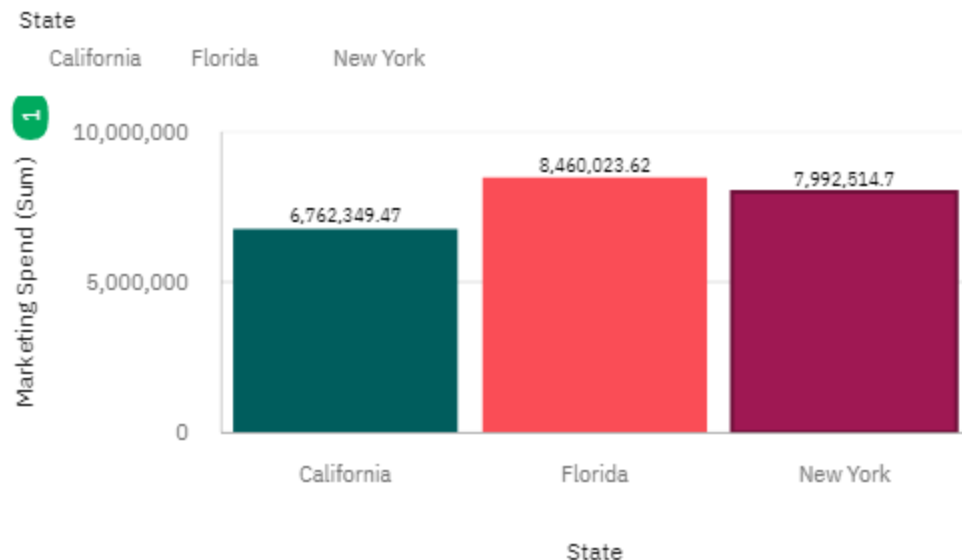 State
California Florida New York
1
Marketing Spend (Sum)
10,000,000
5,000,000
0
6,762,349.47
8,460,023.62
7,992,514.7
California Florida New York
State